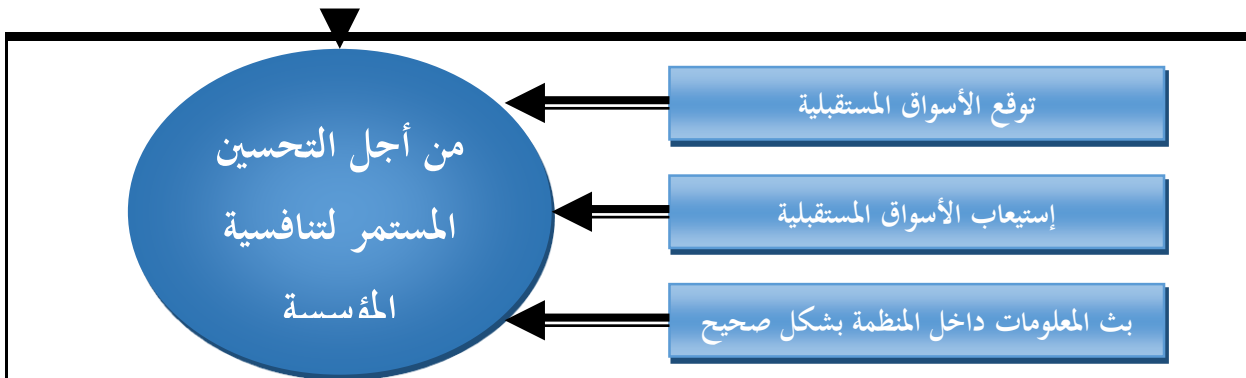 توقع الأسواق المستقبلية
إستيعاب الأسواق المستقبلية
بث المعلومات داخل المنظمة بشكل صحيح
من أجل التحسين
المستمر لتنافسية
المؤسسة